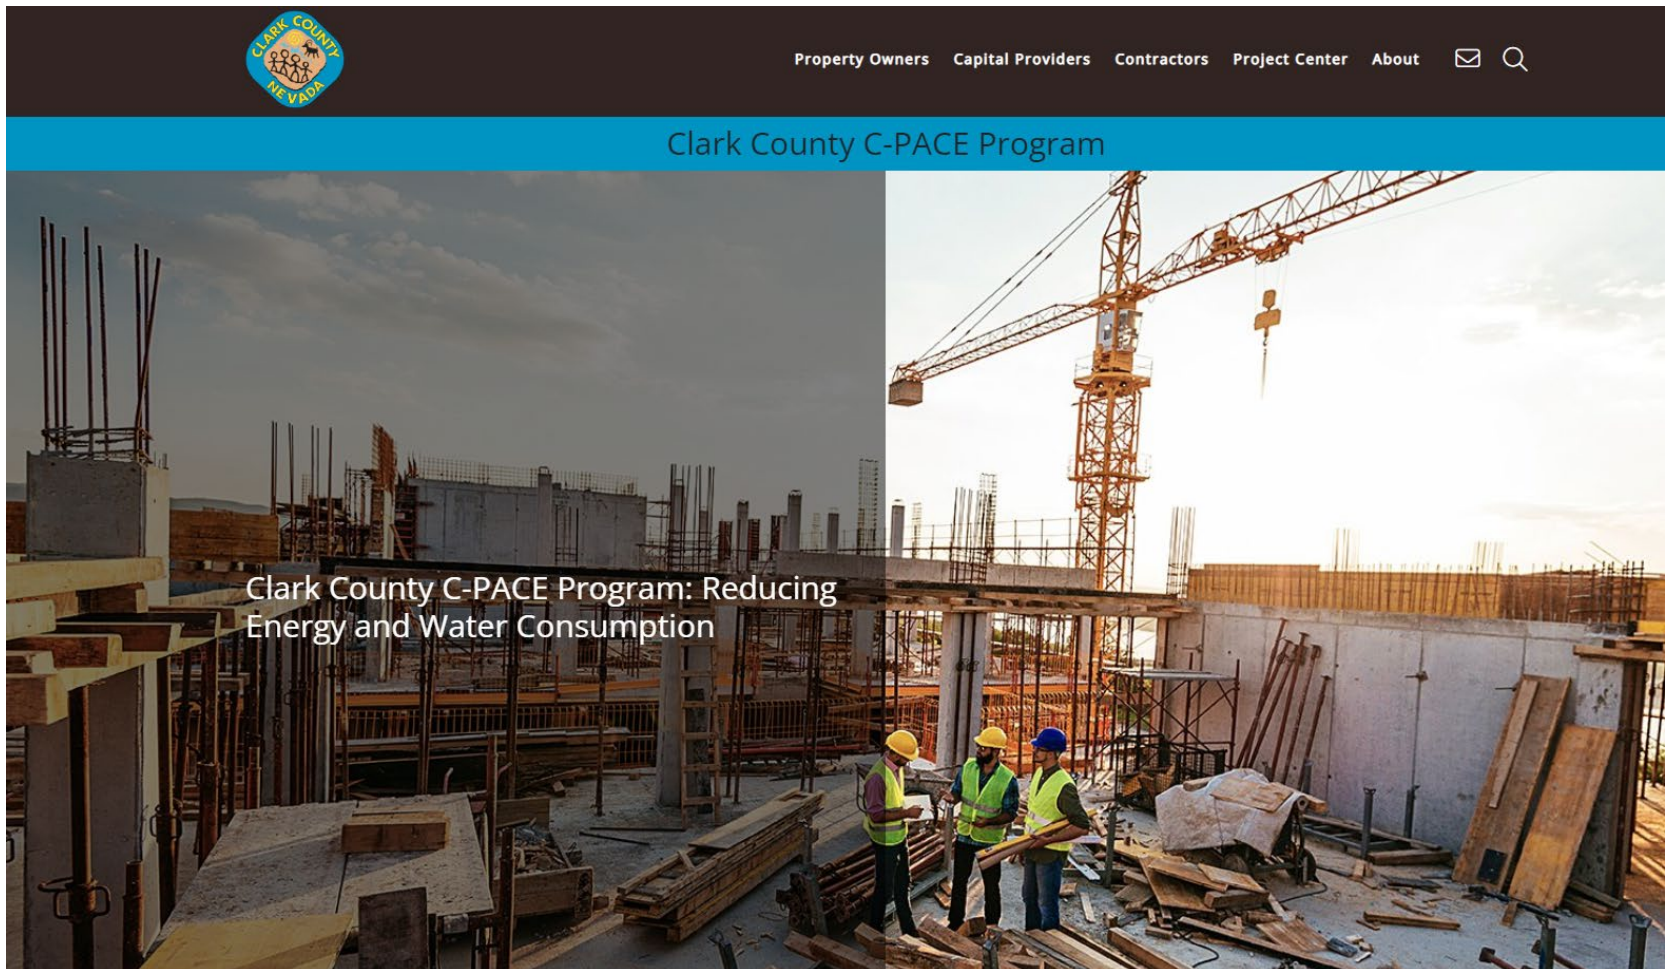 CLARK COUNTY
NEVADA
Property Owners Capital Providers Contractors Project Center About
Clark County C-PACE Program
Clark County C-PACE Program: Reducing
Energy and Water Consumption